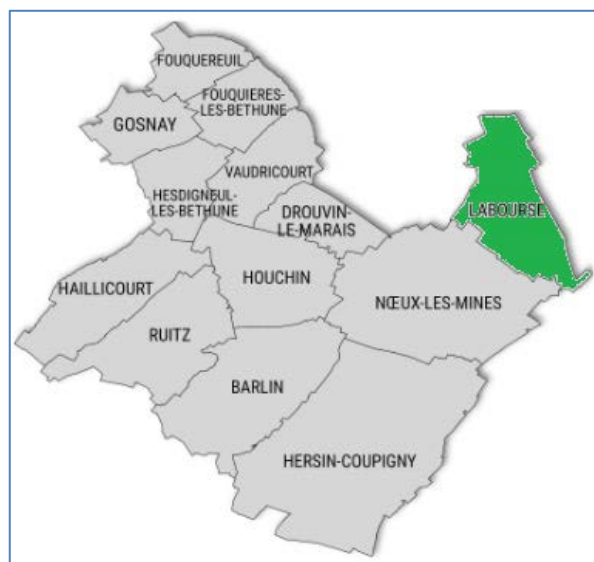 FOUQUEREUIL
FOUQUIERES-
LES-BETHUNE
GOSNAY
VAUDRICOURT
HESDIGNEUL-
LES-BETHUNE
DROUVIN-
LE-MARAIS
LABOURSE
HAILLICOURT
HOUCHIN
NŒUX-LES-MINES
RUITZ
BARLIN
HERSIN-COUPIGNY